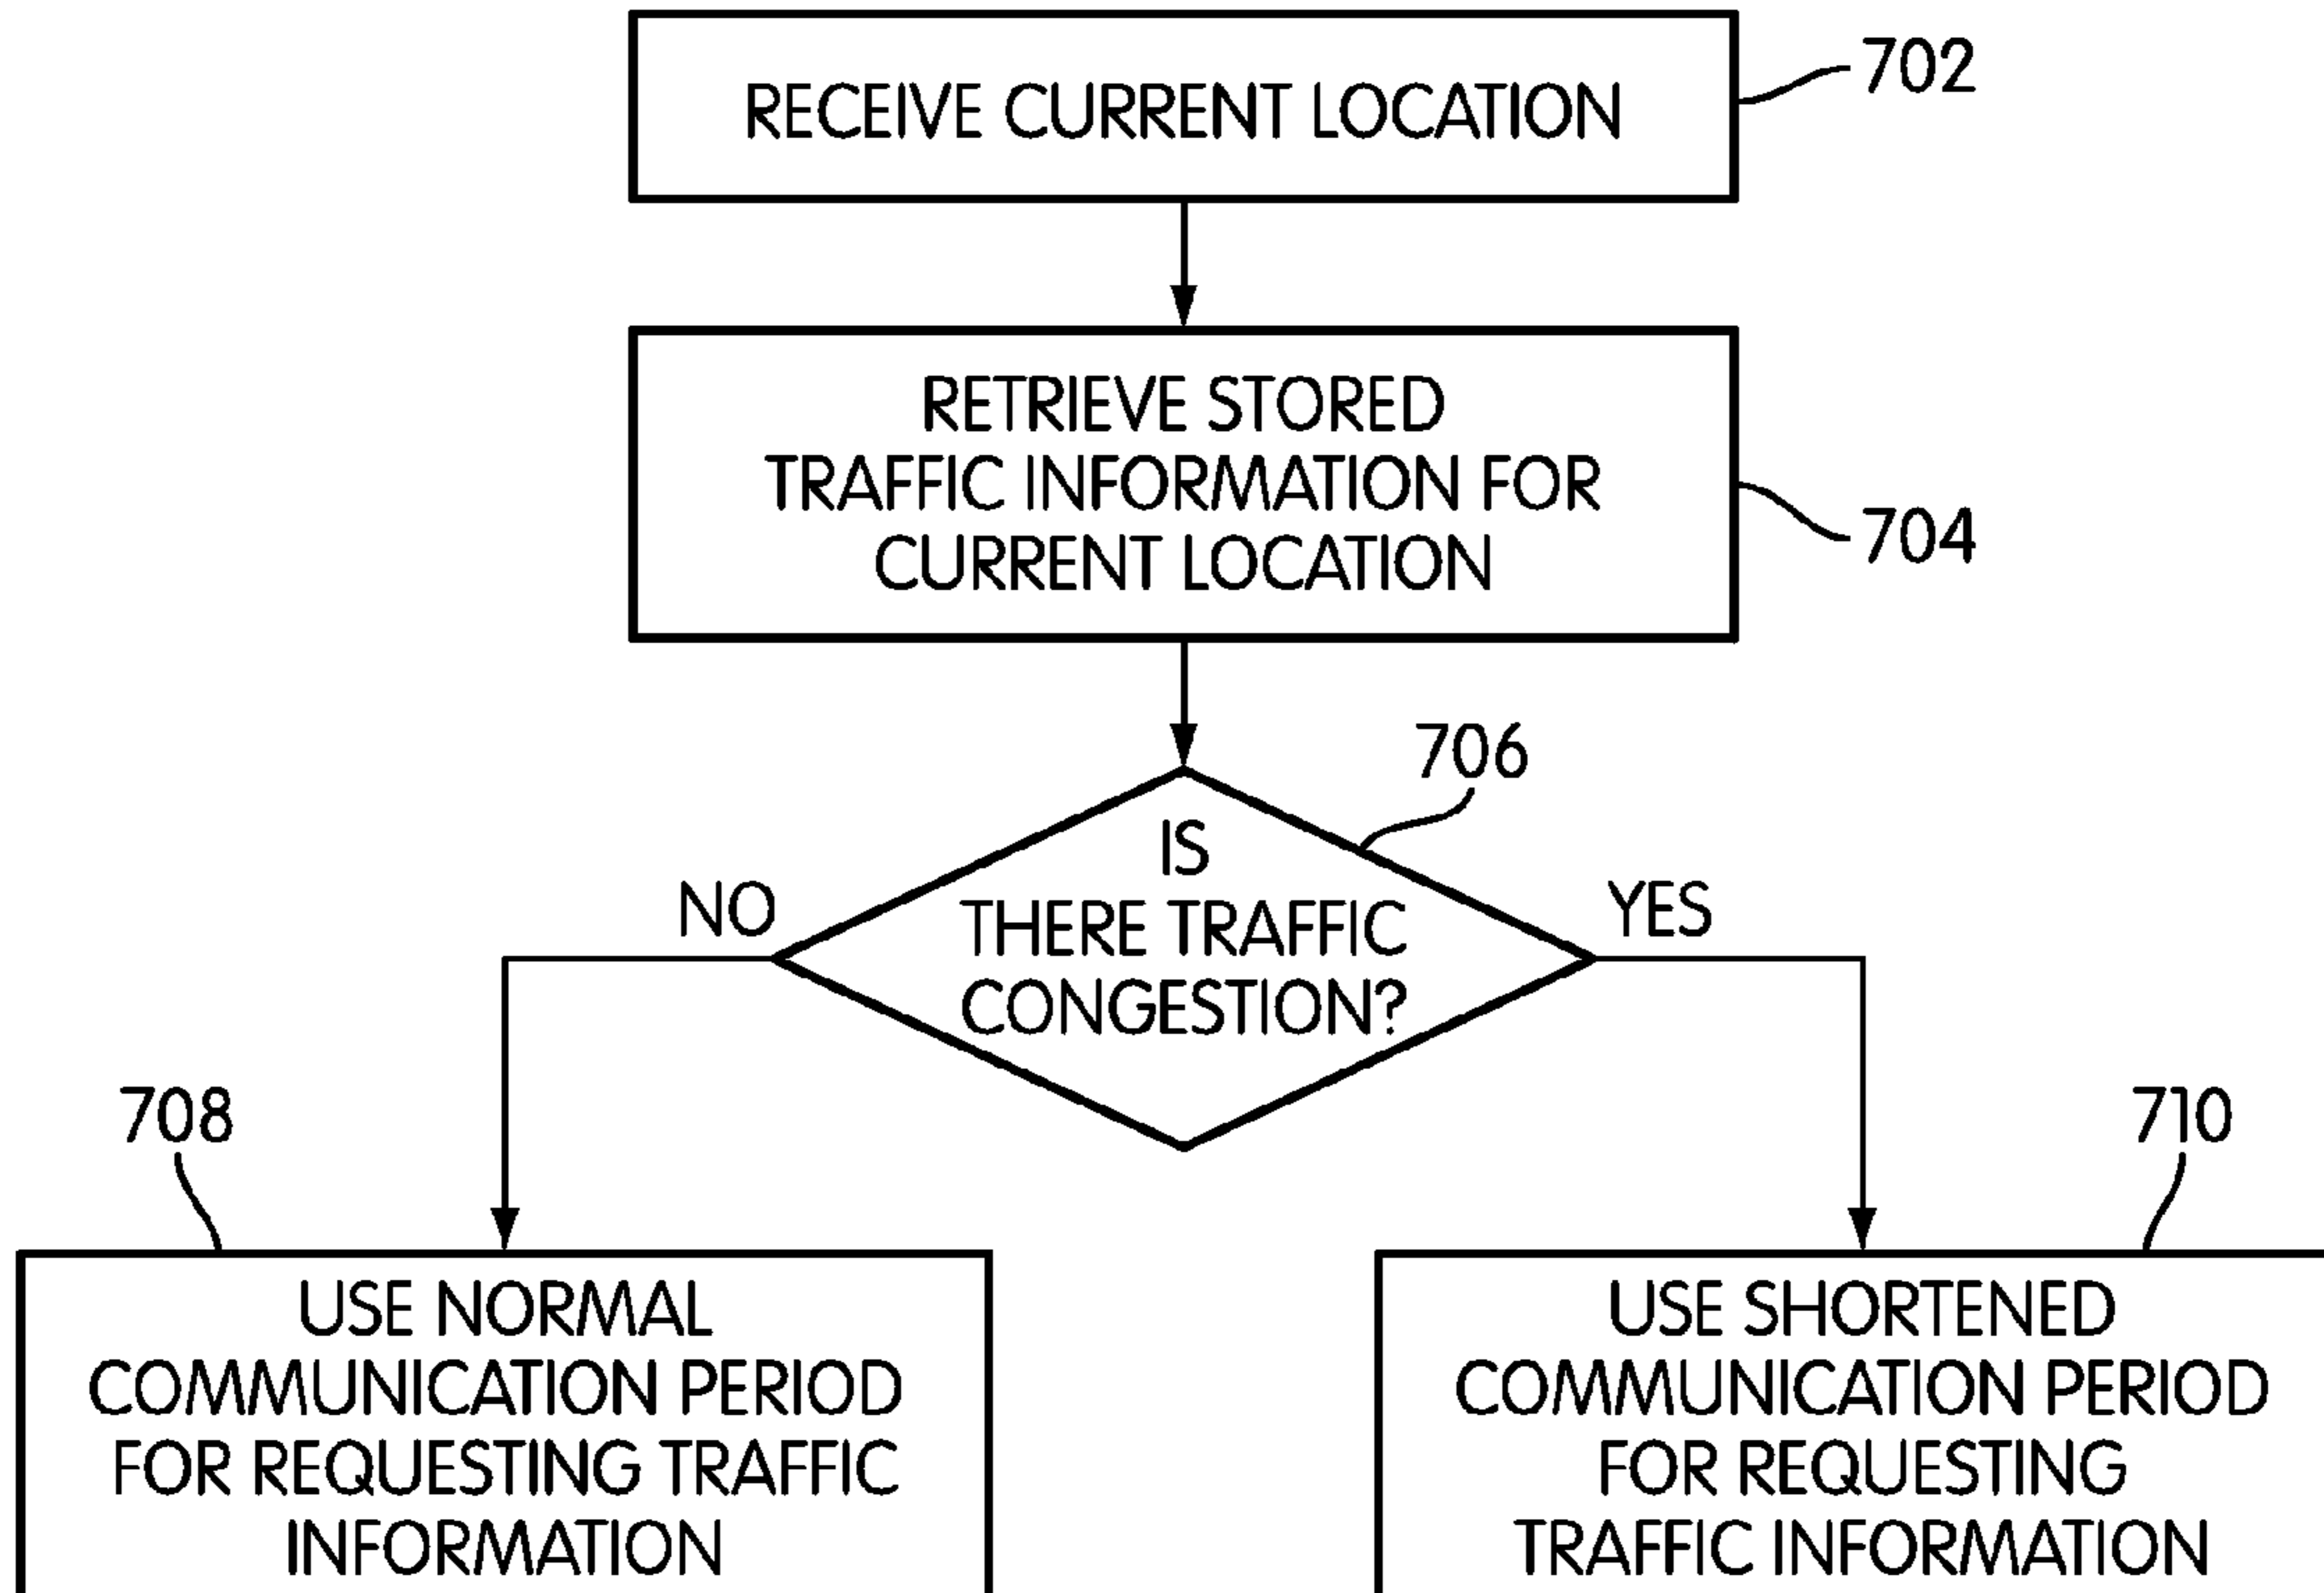 RECEIVE CURRENT LOCATION
702
RETRIEVE STORED
TRAFFIC INFORMATION FOR
CURRENT LOCATION
704
706
IS
THERE TRAFFIC
CONGESTION?
NO
YES
708
USE NORMAL
COMMUNICATION PERIOD
FOR REQUESTING TRAFFIC
INFORMATION
710
USE SHORTENED
COMMUNICATION PERIOD
FOR REQUESTING
TRAFFIC INFORMATION